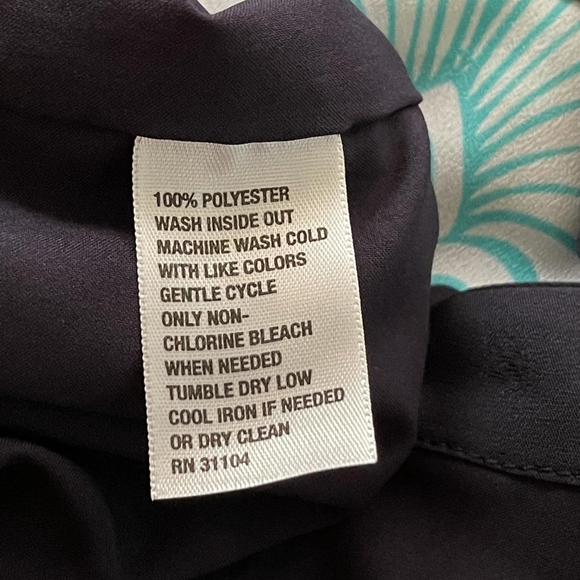 100% POLYESTER
WASH INSIDE OUT
MACHINE WASH COLD
WITH LIKE COLORS
GENTLE CYCLE
ONLY NON-
CHLORINE BLEACH
WHEN NEEDED
TUMBLE DRY LOW
COOL IRON IF NEEDED
OR DRY CLEAN
RN 31104